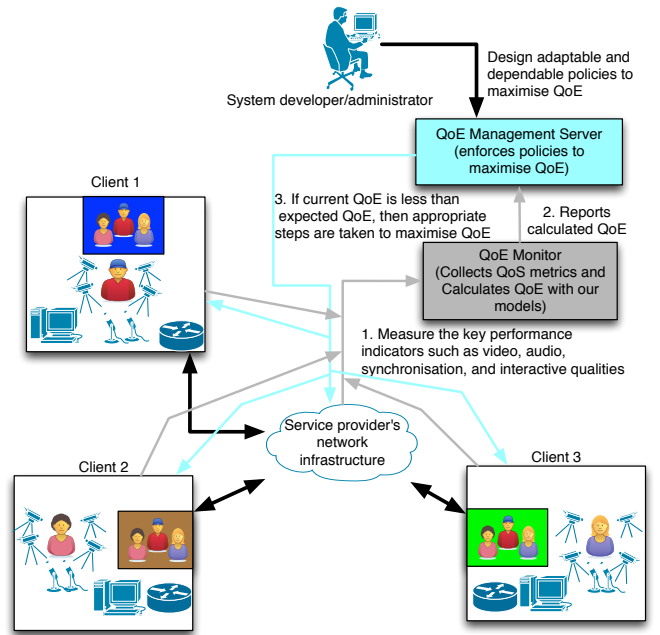 Design adaptable and
dependable policies to
maximise QoE
System developer/administrator
QoE Management Server
(enforces policies to
maximise QoE)
Client 1
3. If current QoE is less than
expected QoE, then appropriate
steps are taken to maximise QoE
2. Reports
calculated QoE
QoE Monitor
(Collects QoS metrics and
Calculates QoE with our
models)
1. Measure the key performance
indicators such as video, audio,
synchronisation, and interactive qualities
Service provider's
network
infrastructure
Client 2
Client 3